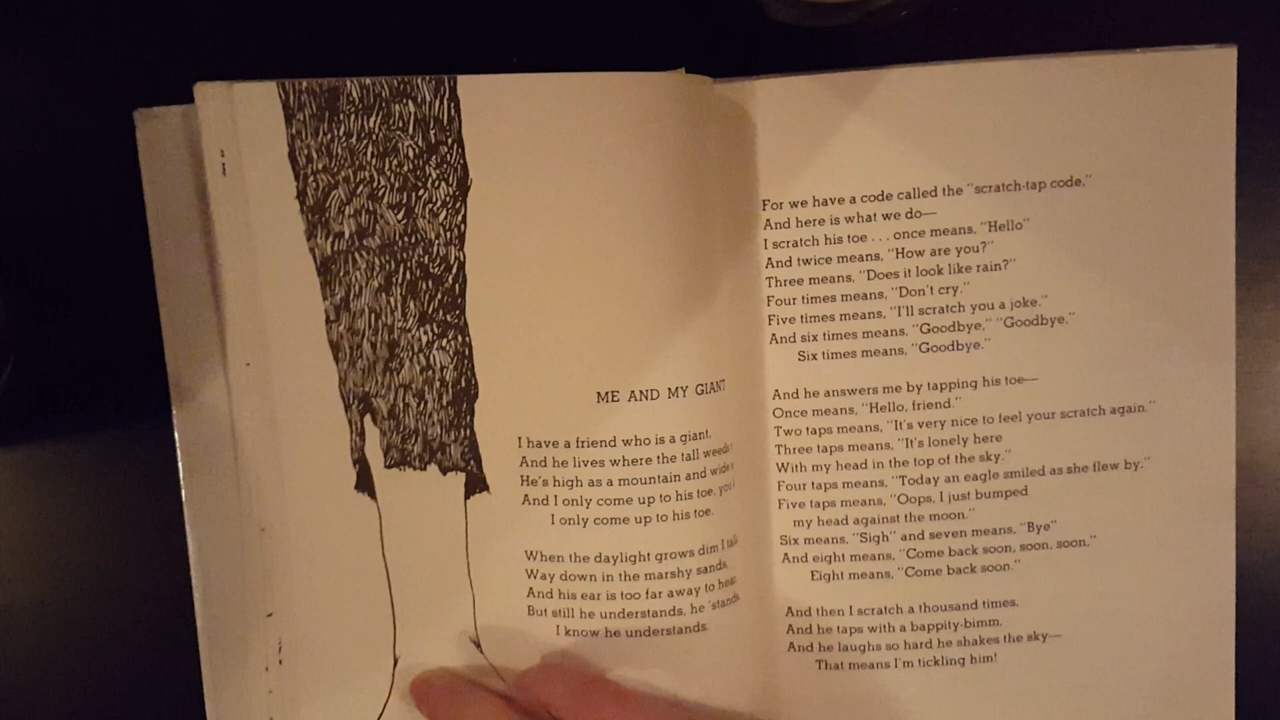 ME AND MY GIANT
I have a friend who is a giant,
And he lives where the tall weeds
He's high as a mountain and wide
And I only come up to his toe, you
I only come up to his toe.
When the daylight grows dim I talk
Way down in the marshy sands,
And his ear is too far away to hear,
But still he understands, he 'stands,
I know he understands.
For we have a code called the "scratch-tap code,"
And here is what we do—
I scratch his toe . . . once means, "Hello"
And twice means, "How are you?"
Three means, "Does it look like rain?"
Four times means, "Don't cry."
Five times means, "I'll scratch you a joke."
And six times means, "Goodbye," "Goodbye,"
Six times means, "Goodbye."
And he answers me by tapping his toe—
Once means, "Hello, friend."
Two taps means, "It's very nice to feel your scratch again."
Three taps means, "It's lonely here
With my head in the top of the sky."
Four taps means, "Today an eagle smiled as she flew by."
Five taps means, "Oops, I just bumped
my head against the moon."
Six means, "Sigh" and seven means, "Bye"
And eight means, "Come back soon, soon, soon,"
Eight means, "Come back soon."
And then I scratch a thousand times,
And he taps with a bappity-bimm,
And he laughs so hard he shakes the sky—
That means I'm tickling him!